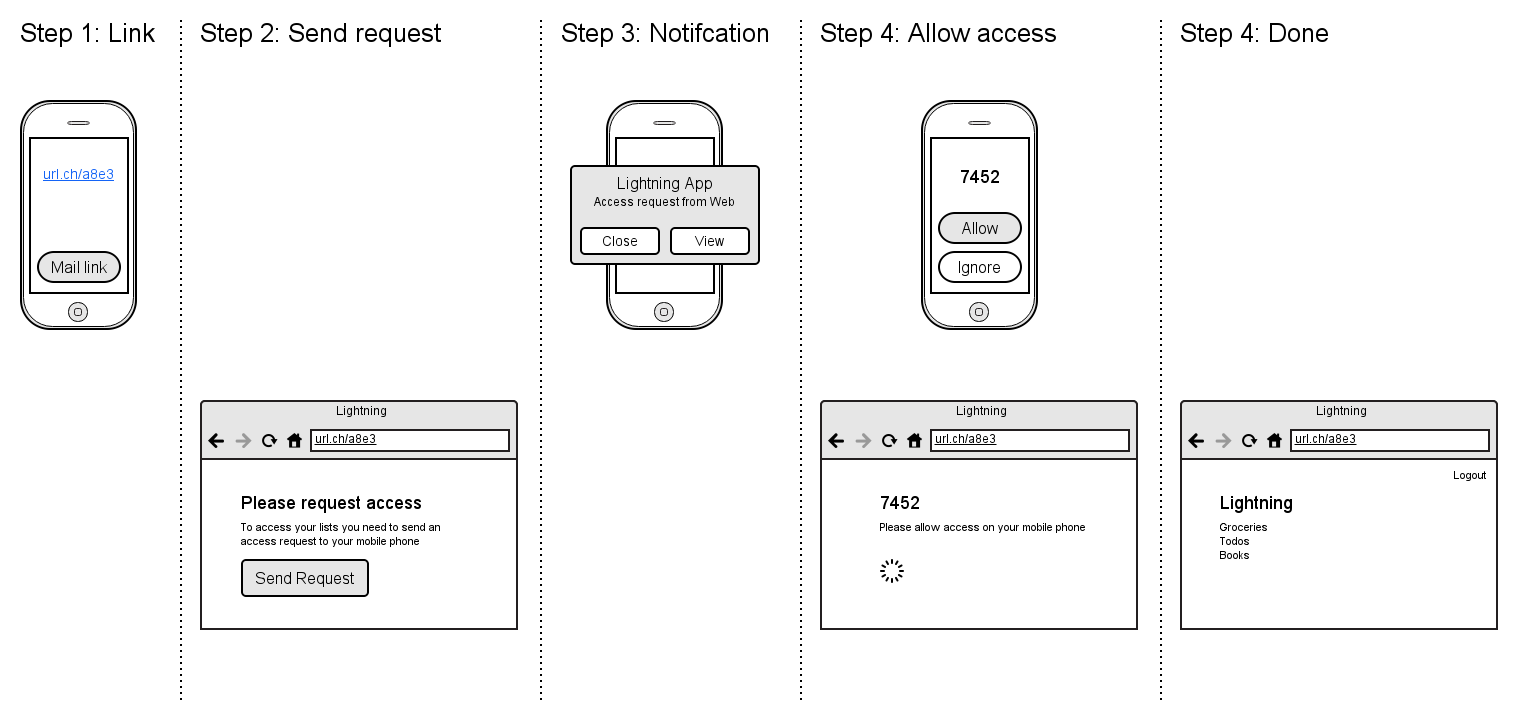 Step 1: Link
url.ch/a8e3
Mail link
Step 2: Send request
Lightning
url.ch/a8e3
Please request access
To access your lists you need to send an
access request to your mobile phone
Send Request
Step 3: Notifcation
Lightning App
Access request from Web
Close
View
Step 4: Allow access
7452
Allow
Ignore
Lightning
url.ch/a8e3
7452
Please allow access on your mobile phone
Step 4: Done
Lightning
url.ch/a8e3
Logout
Lightning
Groceries
Todos
Books